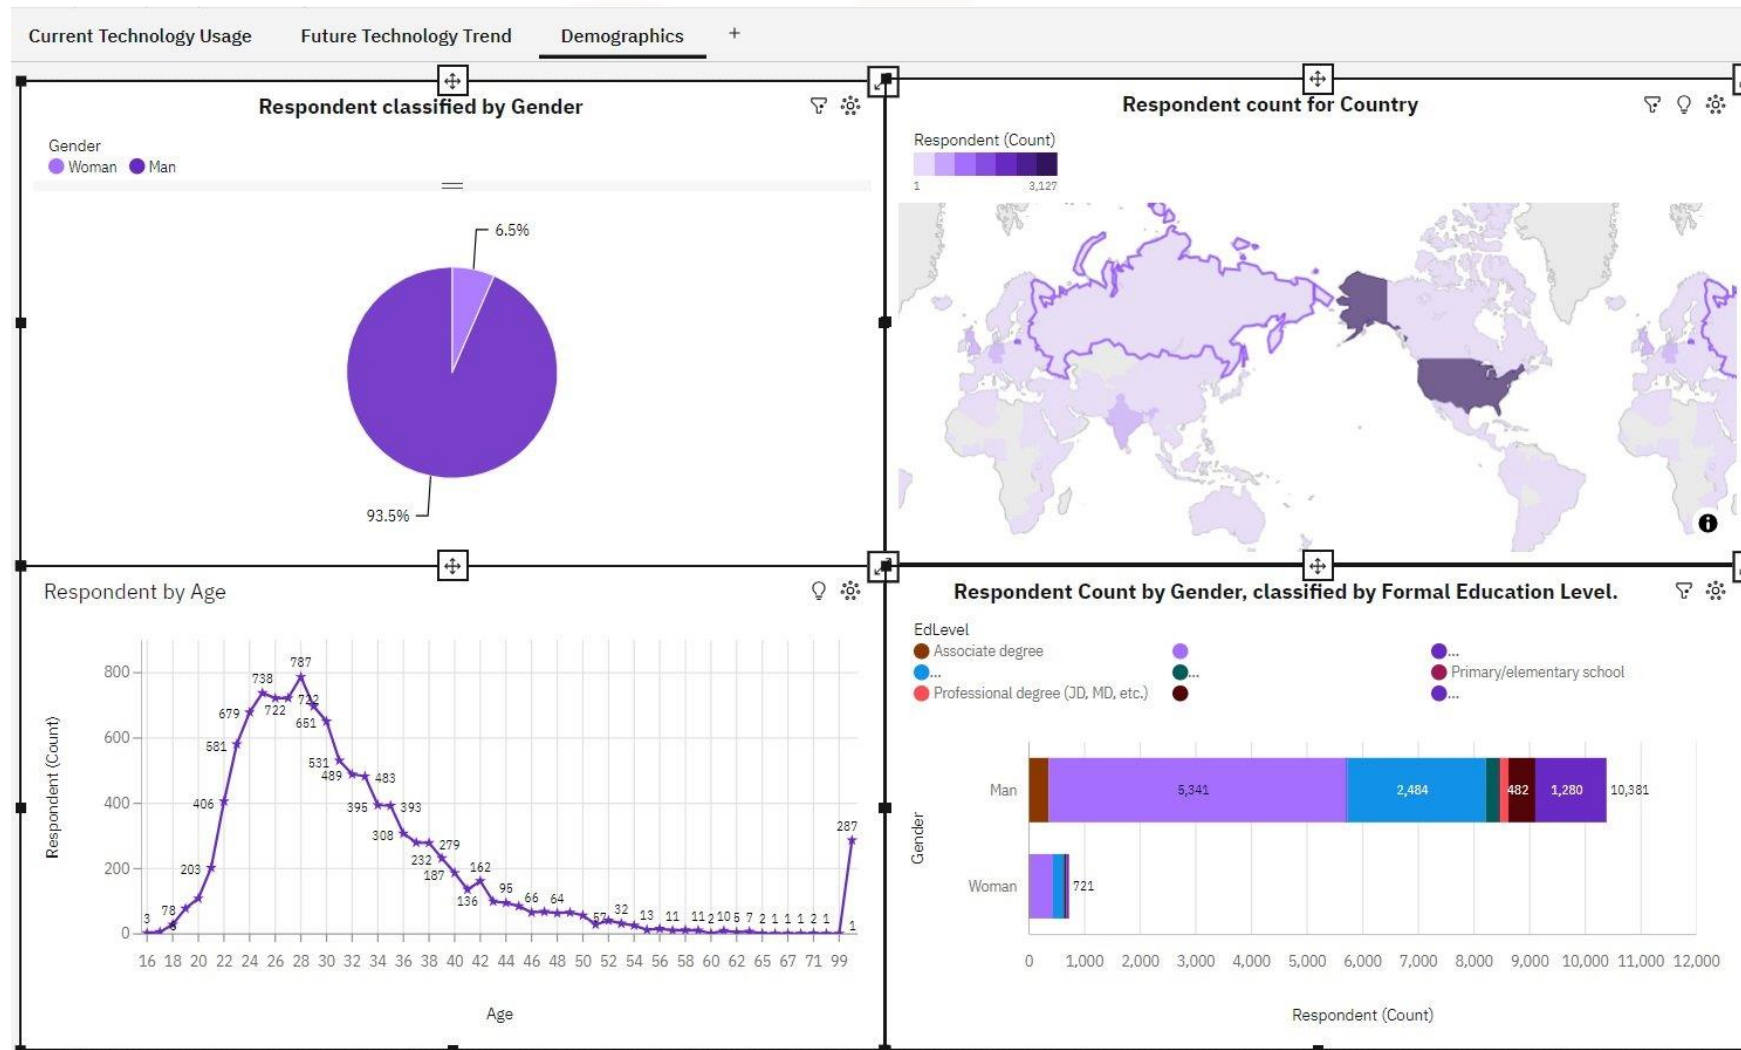 Current Technology Usage
Future Technology Trend
Demographics
+
Respondent classified by Gender
Gender
Woman
Man
6.5%
93.5%
Respondent count for Country
Respondent (Count)
1
3,127
Respondent by Age
Respondent (Count)
800
600
400
200
0
3
78
8
203
406
581
679
738
722
787
722
651
531
489
483
395
393
308
279
232
187
162
136
95
66
64
57
32
13
11
11
2
10
5
7
2
1
1
1
2
1
287
1
16 18 20 22 24 26 28 30 32 34 36 38 40 42 44 46 48 50 52 54 56 58 60 62 65 67 71 99
Age
Respondent Count by Gender, classified by Formal Education Level.
EdLevel
Associate degree
...
...
...
Primary/elementary school
Professional degree (JD, MD, etc.)
...
Gender
Man
5,341
2,484
482
1,280
10,381
Woman
721
0 1,000 2,000 3,000 4,000 5,000 6,000 7,000 8,000 9,000 10,000 11,000 12,000
Respondent (Count)